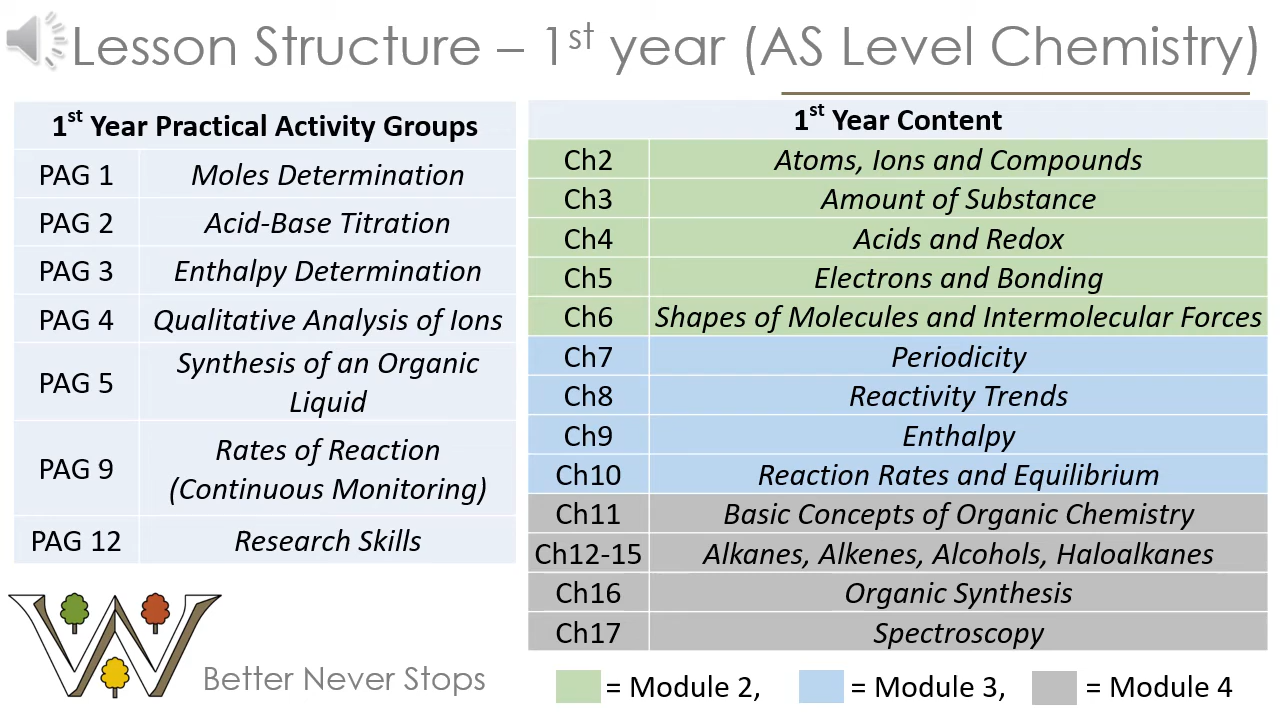 Lesson Structure – 1st year (AS Level Chemistry)
1st Year Practical Activity Groups
PAG 1 Moles Determination
PAG 2 Acid-Base Titration
PAG 3 Enthalpy Determination
PAG 4 Qualitative Analysis of Ions
PAG 5 Synthesis of an Organic
Liquid
PAG 9 Rates of Reaction
(Continuous Monitoring)
PAG 12 Research Skills
1st Year Content
Ch2 Atoms, Ions and Compounds
Ch3 Amount of Substance
Ch4 Acids and Redox
Ch5 Electrons and Bonding
Ch6 Shapes of Molecules and Intermolecular Forces
Ch7 Periodicity
Ch8 Reactivity Trends
Ch9 Enthalpy
Ch10 Reaction Rates and Equilibrium
Ch11 Basic Concepts of Organic Chemistry
Ch12-15 Alkanes, Alkenes, Alcohols, Haloalkanes
Ch16 Organic Synthesis
Ch17 Spectroscopy
W
Better Never Stops
= Module 2, = Module 3, = Module 4